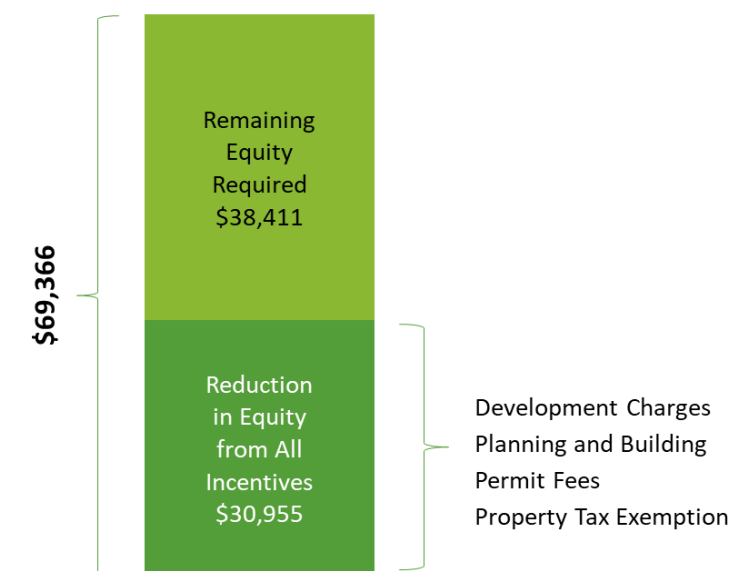 $69,366
Remaining
Equity
Required
$38,411
Reduction
in Equity
from All
Incentives
$30,955
Development Charges
Planning and Building
Permit Fees
Property Tax Exemption